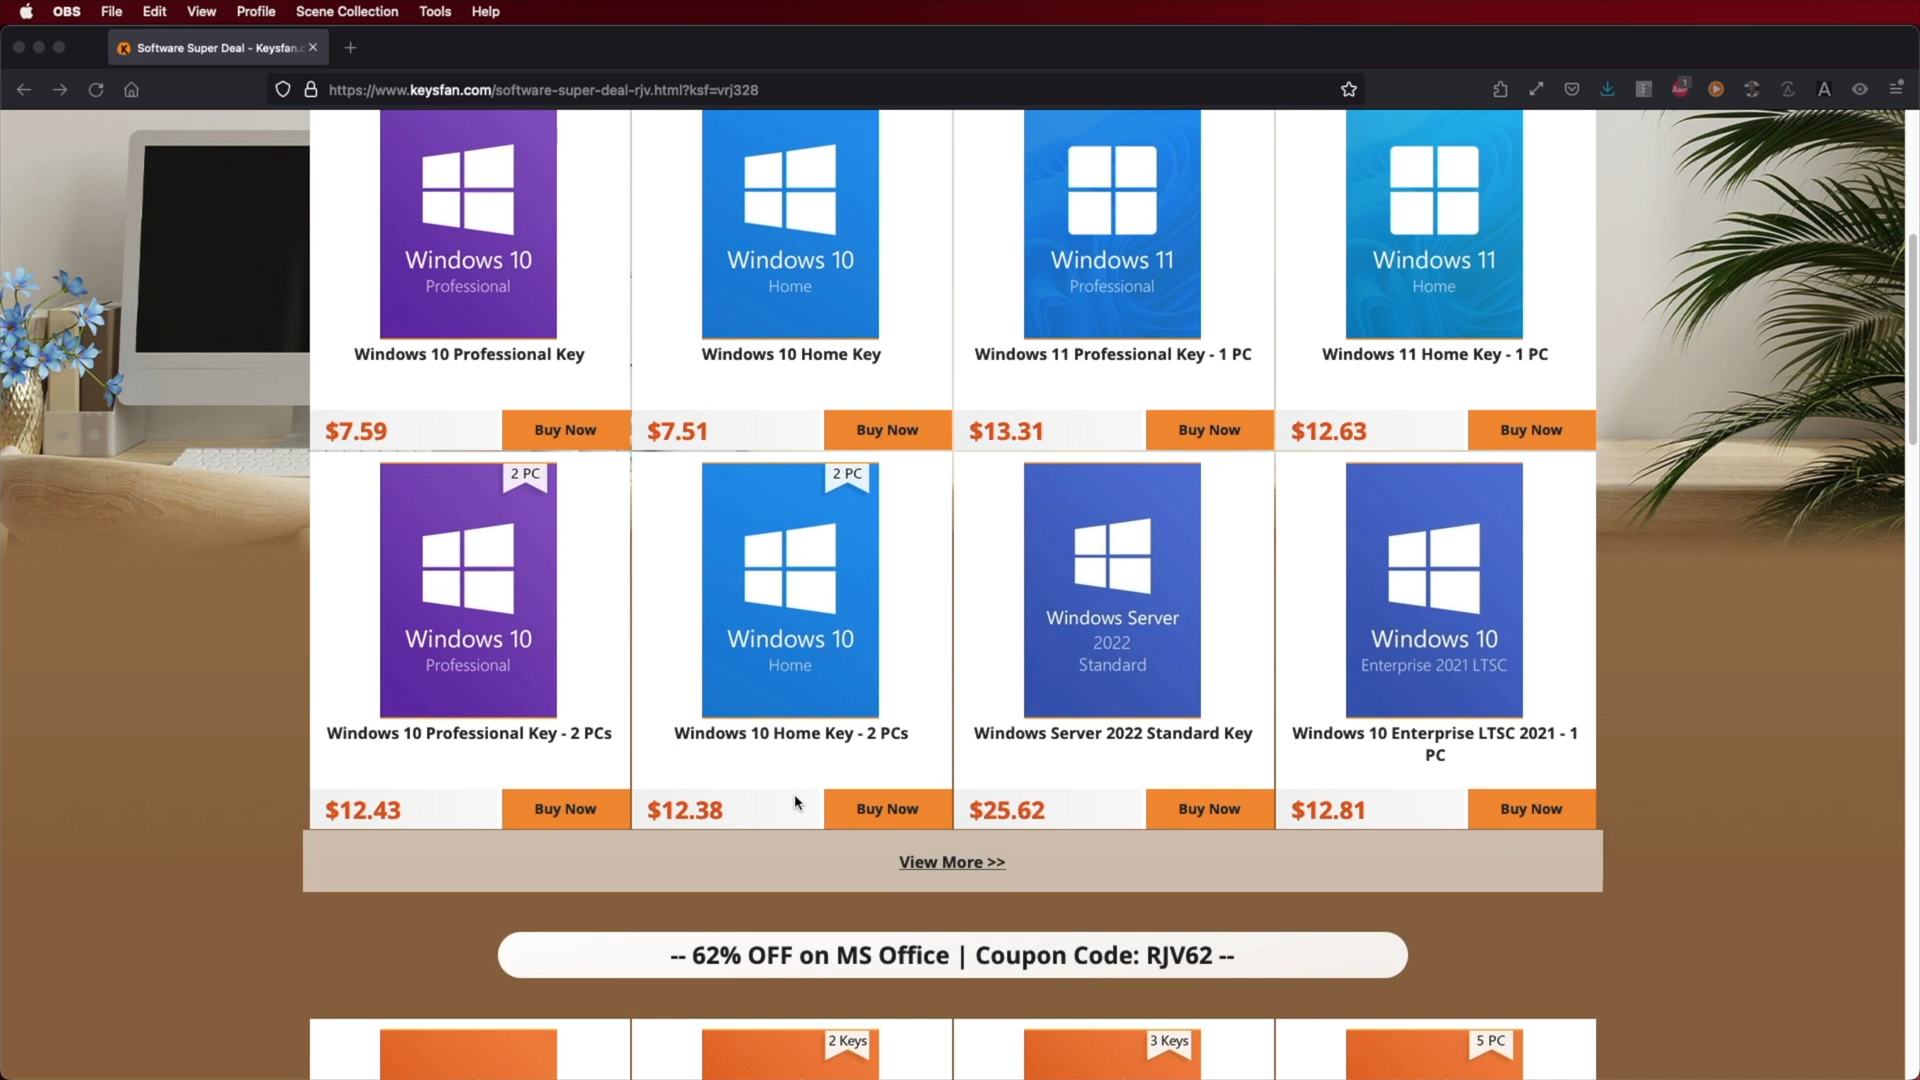 OBS File Edit View Profile Scene Collection Tools Help
Software Super Deal – Keysfan.c
https://www.keysfan.com/software-super-deal-rjv.html?ksf=vrj328
1
A
Windows 10
Professional
Windows 10
Home
Windows 11
Professional
Windows 11
Home
Windows 10 Professional Key
Windows 10 Home Key
Windows 11 Professional Key - 1 PC
Windows 11 Home Key - 1 PC
$7.59 Buy Now
$7.51 Buy Now
$13.31 Buy Now
$12.63 Buy Now
2 PC
Windows 10
Professional
2 PC
Windows 10
Home
Windows Server
2022
Standard
Windows 10
Enterprise 2021 LTSC
Windows 10 Professional Key - 2 PCs
Windows 10 Home Key - 2 PCs
Windows Server 2022 Standard Key
Windows 10 Enterprise LTSC 2021 - 1
PC
$12.43 Buy Now
$12.38 Buy Now
$25.62 Buy Now
$12.81 Buy Now
View More >>
-- 62% OFF on MS Office | Coupon Code: RJV62 --
2 Keys
3 Keys
5 PC